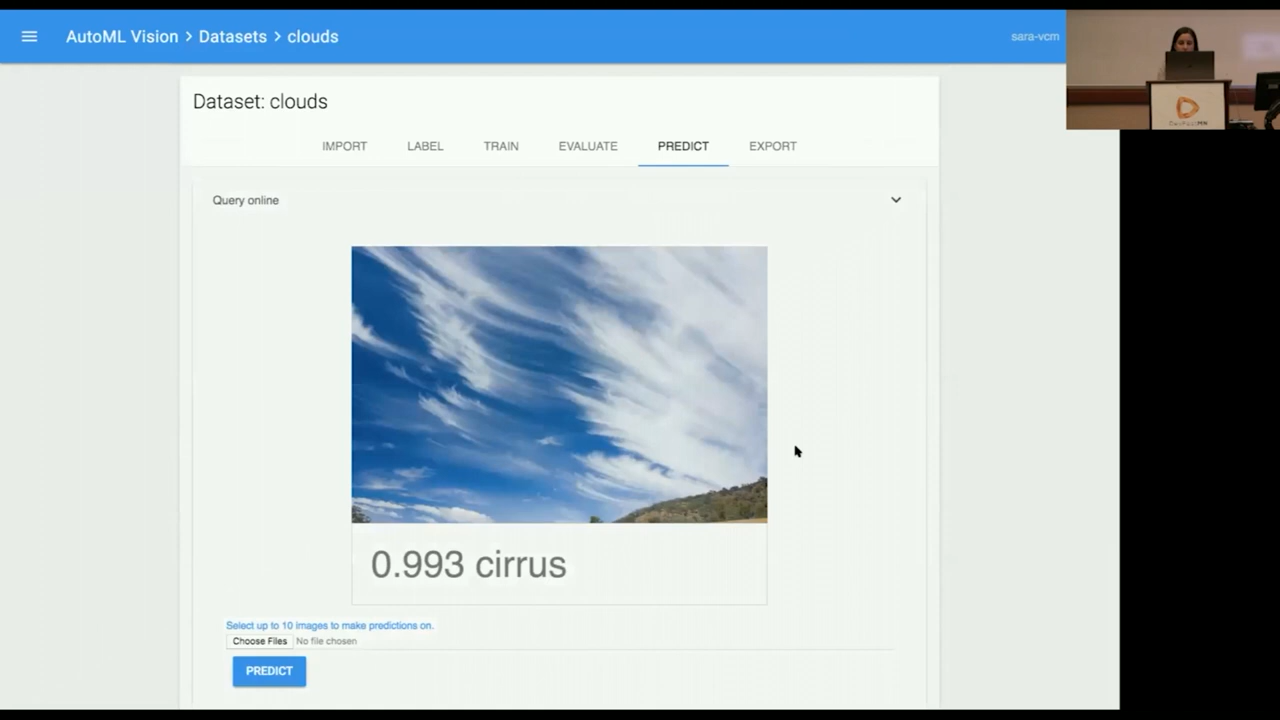 AutoML Vision > Datasets > clouds
sara-vcm
Dataset: clouds
IMPORT LABEL TRAIN EVALUATE PREDICT EXPORT
Query online
0.993 cirrus
Select up to 10 images to make predictions on.
Choose Files No file chosen
PREDICT